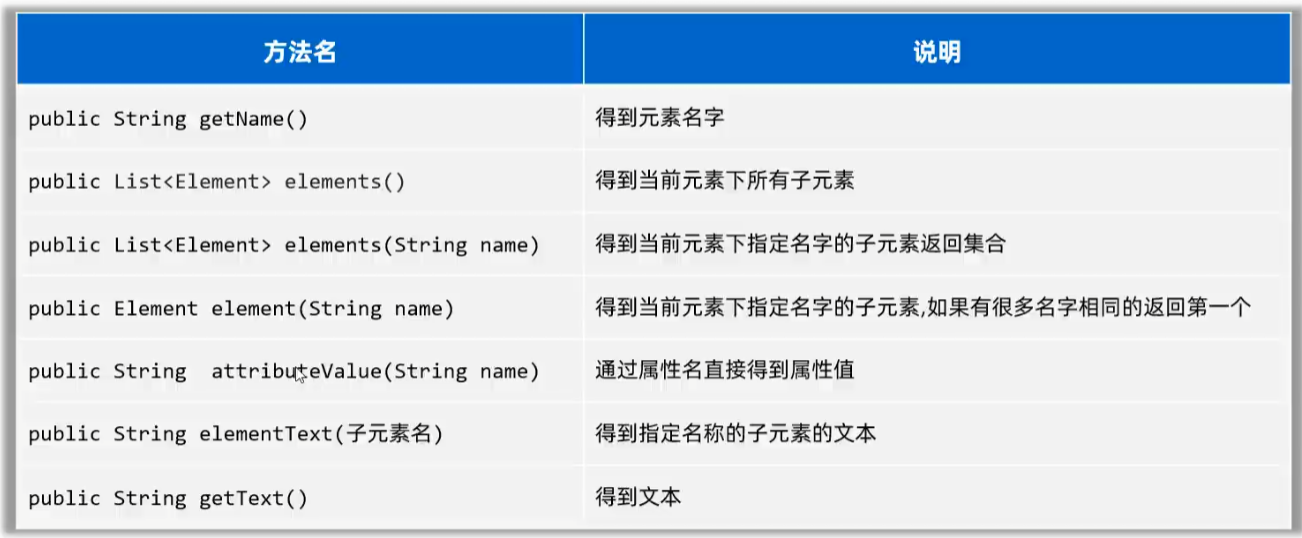 方法名 说明
public String getName() 得到元素名字
public List<Element> elements() 得到当前元素下所有子元素
public List<Element> elements(String name) 得到当前元素下指定名字的子元素返回集合
public Element element(String name) 得到当前元素下指定名字的子元素,如果有很多名字相同的返回第一个
public String attributeValue(String name) 通过属性名直接得到属性值
public String elementText(子元素名) 得到指定名称的子元素的文本
public String getText() 得到文本